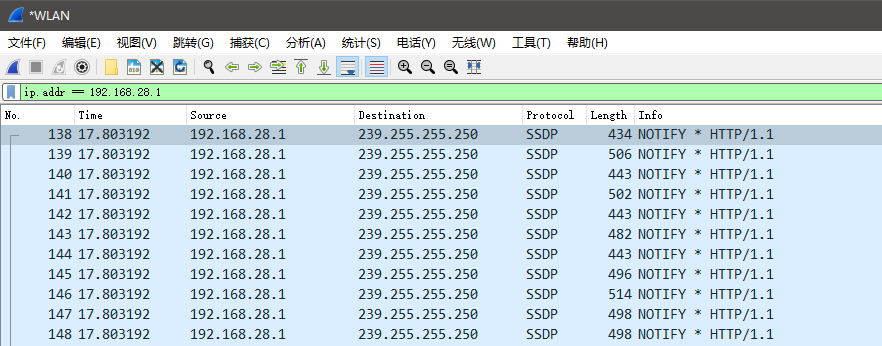 *WLAN
文件(F) 编辑(E) 视图(V) 跳转(G) 捕获(C) 分析(A) 统计(S) 电话(Y) 无线(W) 工具(T) 帮助(H)
ip.addr == 192.168.28.1
No. Time Source Destination Protocol Length Info
138 17.803192 192.168.28.1 239.255.255.250 SSDP 434 NOTIFY * HTTP/1.1
139 17.803192 192.168.28.1 239.255.255.250 SSDP 506 NOTIFY * HTTP/1.1
140 17.803192 192.168.28.1 239.255.255.250 SSDP 443 NOTIFY * HTTP/1.1
141 17.803192 192.168.28.1 239.255.255.250 SSDP 502 NOTIFY * HTTP/1.1
142 17.803192 192.168.28.1 239.255.255.250 SSDP 443 NOTIFY * HTTP/1.1
143 17.803192 192.168.28.1 239.255.255.250 SSDP 482 NOTIFY * HTTP/1.1
144 17.803192 192.168.28.1 239.255.255.250 SSDP 443 NOTIFY * HTTP/1.1
145 17.803192 192.168.28.1 239.255.255.250 SSDP 496 NOTIFY * HTTP/1.1
146 17.803192 192.168.28.1 239.255.255.250 SSDP 514 NOTIFY * HTTP/1.1
147 17.803192 192.168.28.1 239.255.255.250 SSDP 498 NOTIFY * HTTP/1.1
148 17.803192 192.168.28.1 239.255.255.250 SSDP 498 NOTIFY * HTTP/1.1